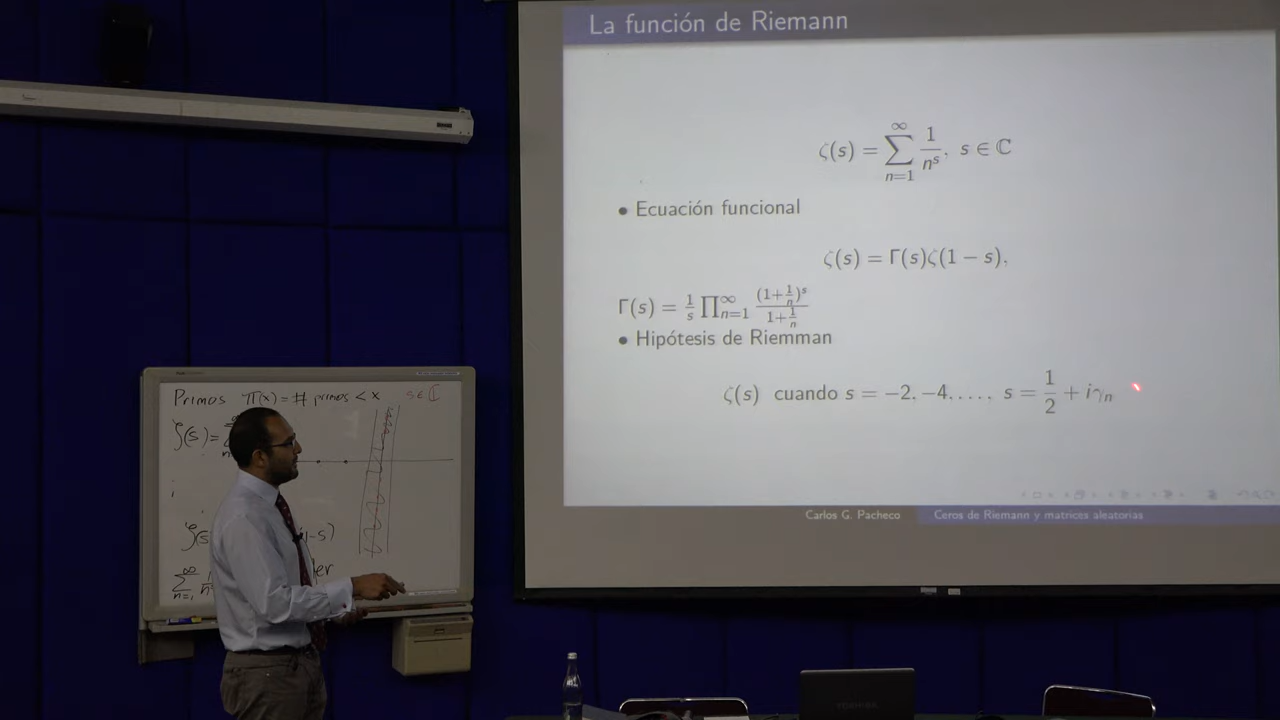 La función de Riemann
ζ(s) = ∑_{n=1}^{∞} 1/n^s, s ∈ ℂ
• Ecuación funcional
ζ(s) = Γ(s)ζ(1 − s),
Γ(s) = 1/s ∏_{n=1}^{∞} (1+1/n)^s / 1+s/n
• Hipótesis de Riemman
ζ(s) cuando s = −2, −4, . . . , s = 1/2 + iγ_n
Carlos G. Pacheco
Ceros de Riemann y matrices aleatorias
Primos π(x) = # primos < x s ∈ ℂ
ζ(s) =
ζ(s 1-s)
∑_{n=1}^{∞}